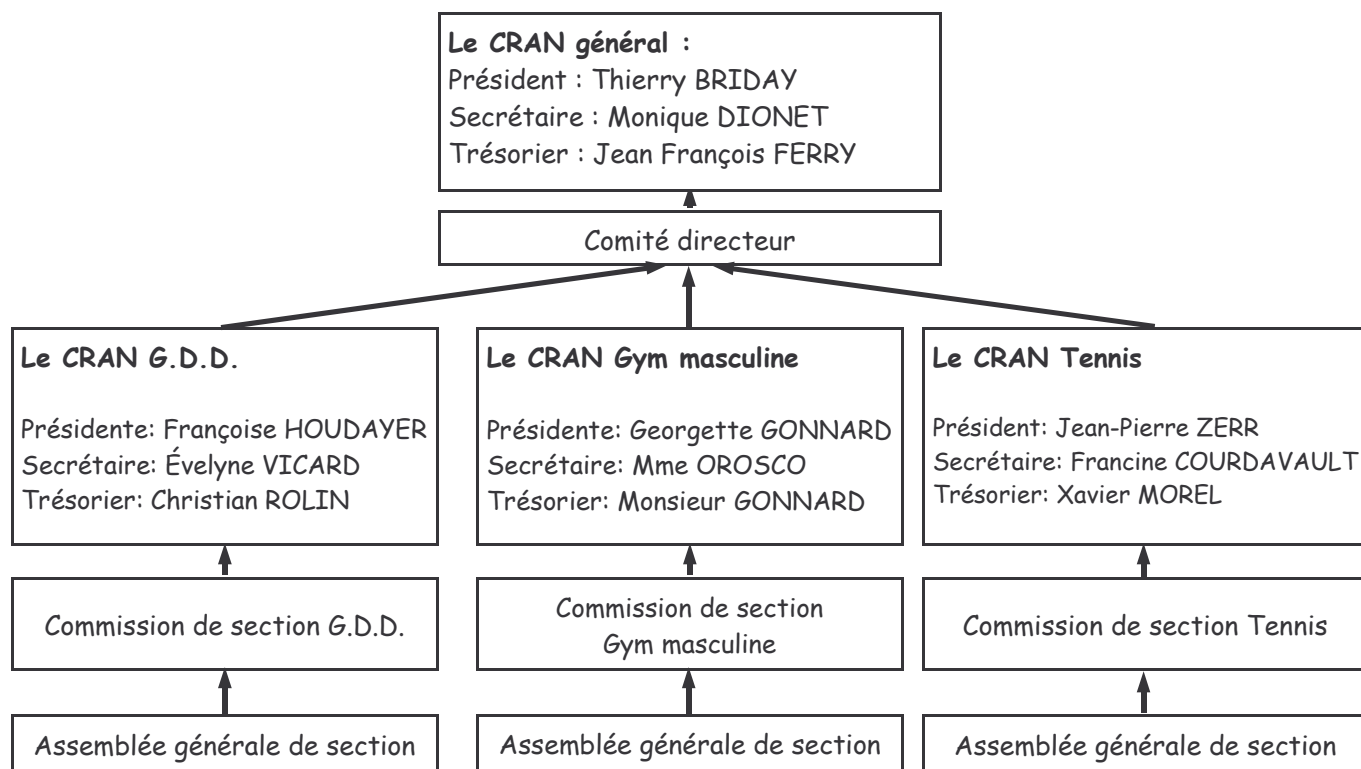 Le CRAN général :
Président : Thierry BRIDAY
Secrétaire : Monique DIONET
Trésorier : Jean François FERRY
Comité directeur
Le CRAN G.D.D.
Présidente: Françoise HOUDAYER
Secrétaire: Évelyne VICARD
Trésorier: Christian ROLIN
Le CRAN Gym masculine
Présidente: Georgette GONNARD
Secrétaire: Mme OROSCO
Trésorier: Monsieur GONNARD
Le CRAN Tennis
Président: Jean-Pierre ZERR
Secrétaire: Francine COURDAVAULT
Trésorier: Xavier MOREL
Commission de section G.D.D.
Commission de section
Gym masculine
Commission de section Tennis
Assemblée générale de section
Assemblée générale de section
Assemblée générale de section